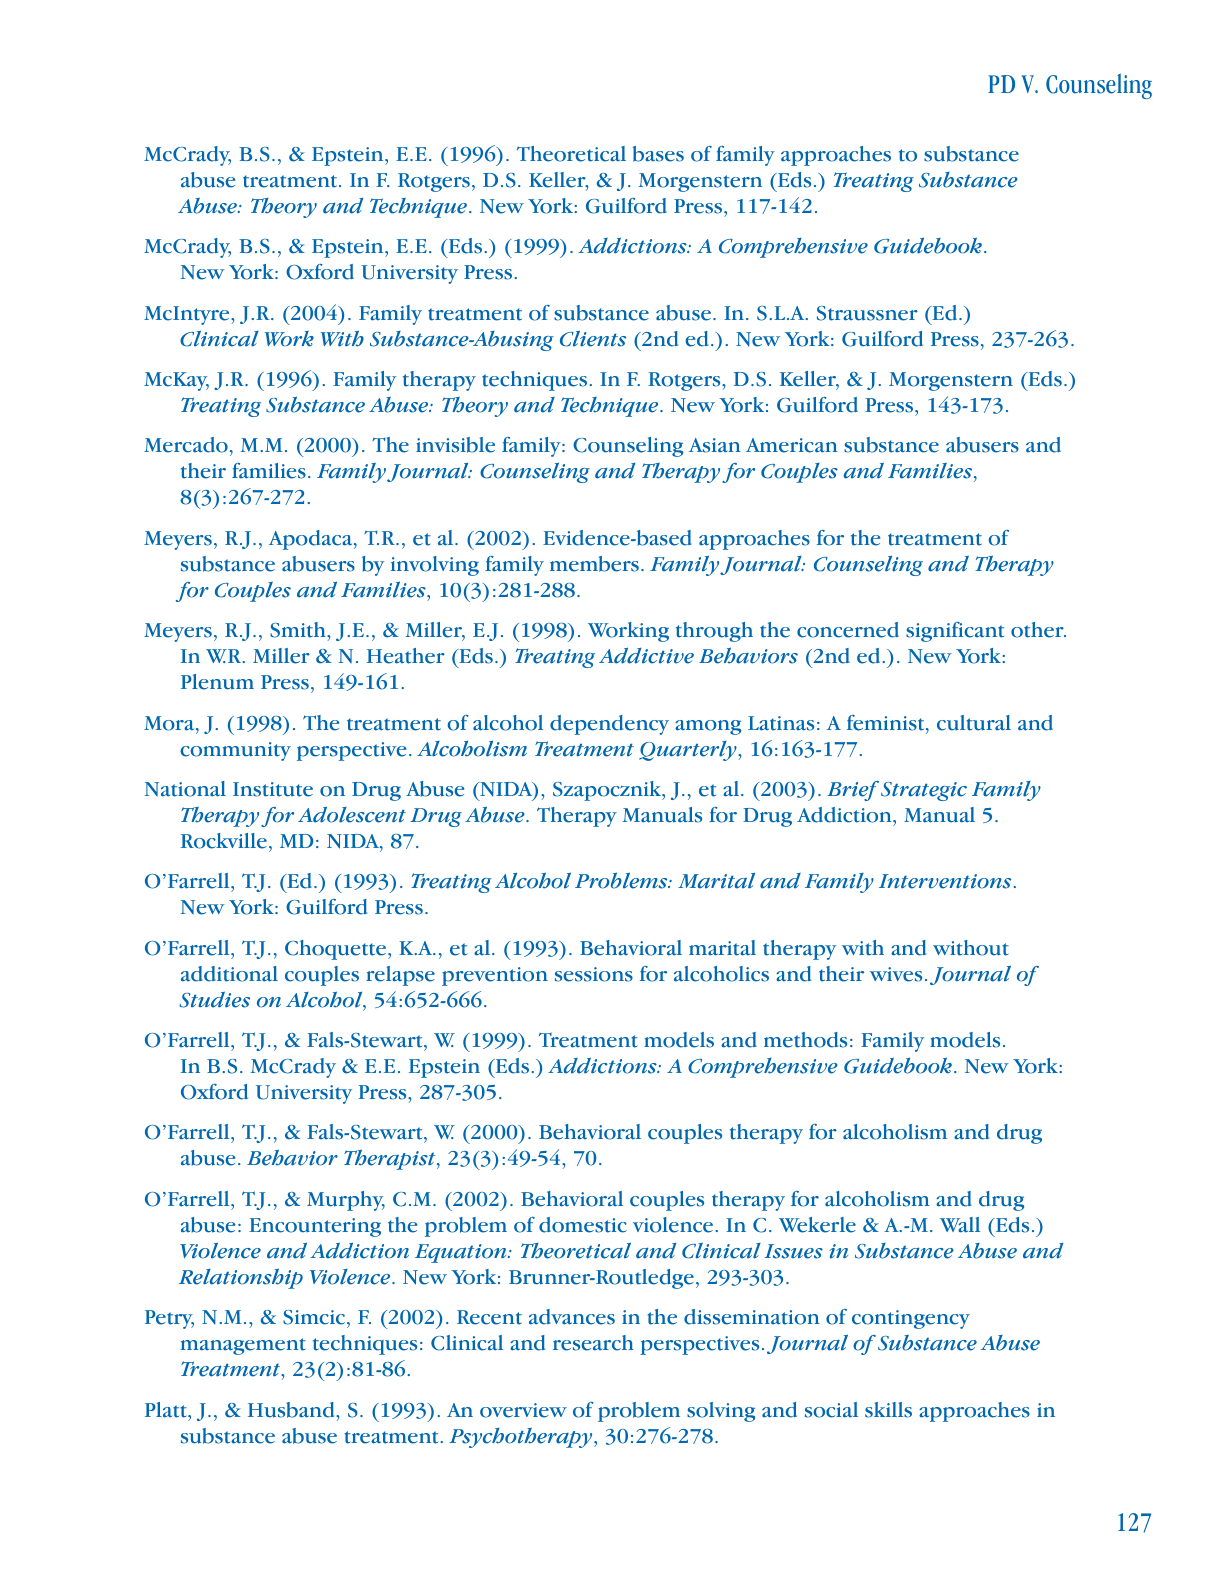 PD V. Counseling
McCrady, B.S., & Epstein, E.E. (1996). Theoretical bases of family approaches to substance
abuse treatment. In F. Rotgers, D.S. Keller, & J. Morgenstern (Eds.) Treating Substance
Abuse: Theory and Technique. New York: Guilford Press, 117-142.
McCrady, B.S., & Epstein, E.E. (Eds.) (1999). Addictions: A Comprehensive Guidebook.
New York: Oxford University Press.
McIntyre, J.R. (2004). Family treatment of substance abuse. In. S.L.A. Straussner (Ed.)
Clinical Work With Substance-Abusing Clients (2nd ed.). New York: Guilford Press, 237-263.
McKay, J.R. (1996). Family therapy techniques. In F. Rotgers, D.S. Keller, & J. Morgenstern (Eds.)
Treating Substance Abuse: Theory and Technique. New York: Guilford Press, 143-173.
Mercado, M.M. (2000). The invisible family: Counseling Asian American substance abusers and
their families. Family Journal: Counseling and Therapy for Couples and Families,
8(3):267-272.
Meyers, R.J., Apodaca, T.R., et al. (2002). Evidence-based approaches for the treatment of
substance abusers by involving family members. Family Journal: Counseling and Therapy
for Couples and Families, 10(3):281-288.
Meyers, R.J., Smith, J.E., & Miller, E.J. (1998). Working through the concerned significant other.
In W.R. Miller & N. Heather (Eds.) Treating Addictive Behaviors (2nd ed.). New York:
Plenum Press, 149-161.
Mora, J. (1998). The treatment of alcohol dependency among Latinas: A feminist, cultural and
community perspective. Alcoholism Treatment Quarterly, 16:163-177.
National Institute on Drug Abuse (NIDA), Szapocznik, J., et al. (2003). Brief Strategic Family
Therapy for Adolescent Drug Abuse. Therapy Manuals for Drug Addiction, Manual 5.
Rockville, MD: NIDA, 87.
O’Farrell, T.J. (Ed.) (1993). Treating Alcohol Problems: Marital and Family Interventions.
New York: Guilford Press.
O’Farrell, T.J., Choquette, K.A., et al. (1993). Behavioral marital therapy with and without
additional couples relapse prevention sessions for alcoholics and their wives. Journal of
Studies on Alcohol, 54:652-666.
O’Farrell, T.J., & Fals-Stewart, W. (1999). Treatment models and methods: Family models.
In B.S. McCrady & E.E. Epstein (Eds.) Addictions: A Comprehensive Guidebook. New York:
Oxford University Press, 287-305.
O’Farrell, T.J., & Fals-Stewart, W. (2000). Behavioral couples therapy for alcoholism and drug
abuse. Behavior Therapist, 23(3):49-54, 70.
O’Farrell, T.J., & Murphy, C.M. (2002). Behavioral couples therapy for alcoholism and drug
abuse: Encountering the problem of domestic violence. In C. Wekerle & A.-M. Wall (Eds.)
Violence and Addiction Equation: Theoretical and Clinical Issues in Substance Abuse and
Relationship Violence. New York: Brunner-Routledge, 293-303.
Petry, N.M., & Simcic, F. (2002). Recent advances in the dissemination of contingency
management techniques: Clinical and research perspectives. Journal of Substance Abuse
Treatment, 23(2):81-86.
Platt, J., & Husband, S. (1993). An overview of problem solving and social skills approaches in
substance abuse treatment. Psychotherapy, 30:276-278.
127